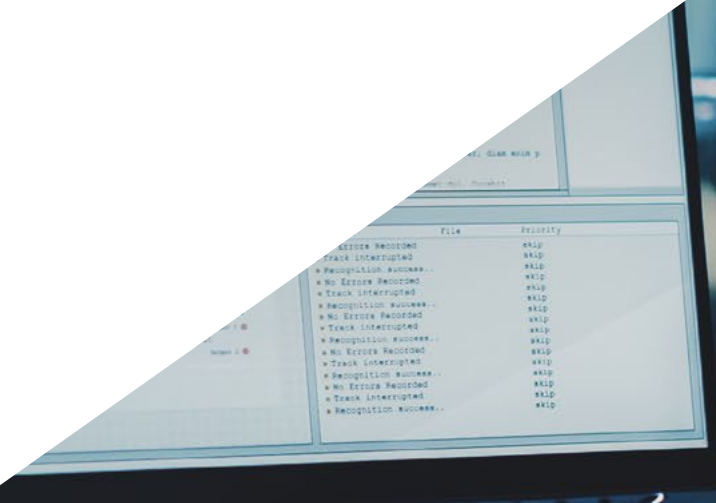 diam enim p
File Priority
Errors Recorded skip
Track interrupted skip
Recognition success.. skip
No Errors Recorded skip
Track interrupted skip
Recognition success.. skip
No Errors Recorded skip
Track interrupted skip
Recognition success.. skip
No Errors Recorded skip
Track interrupted skip
Recognition success.. skip
No Errors Recorded skip
Track interrupted skip
Recognition success.. skip